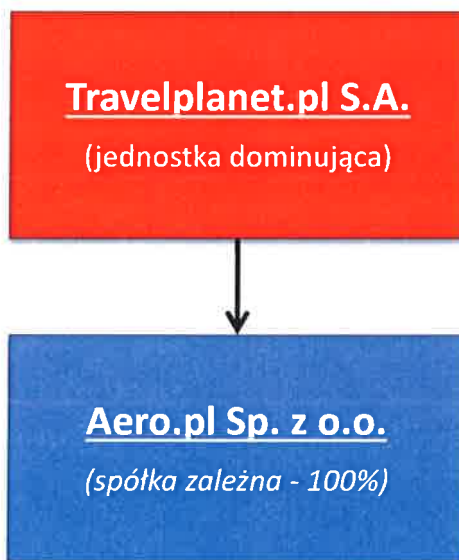 Travelplanet.pl S.A.
(jednostka dominująca)
Aero.pl Sp. z o.o.
(spółka zależna - 100%)